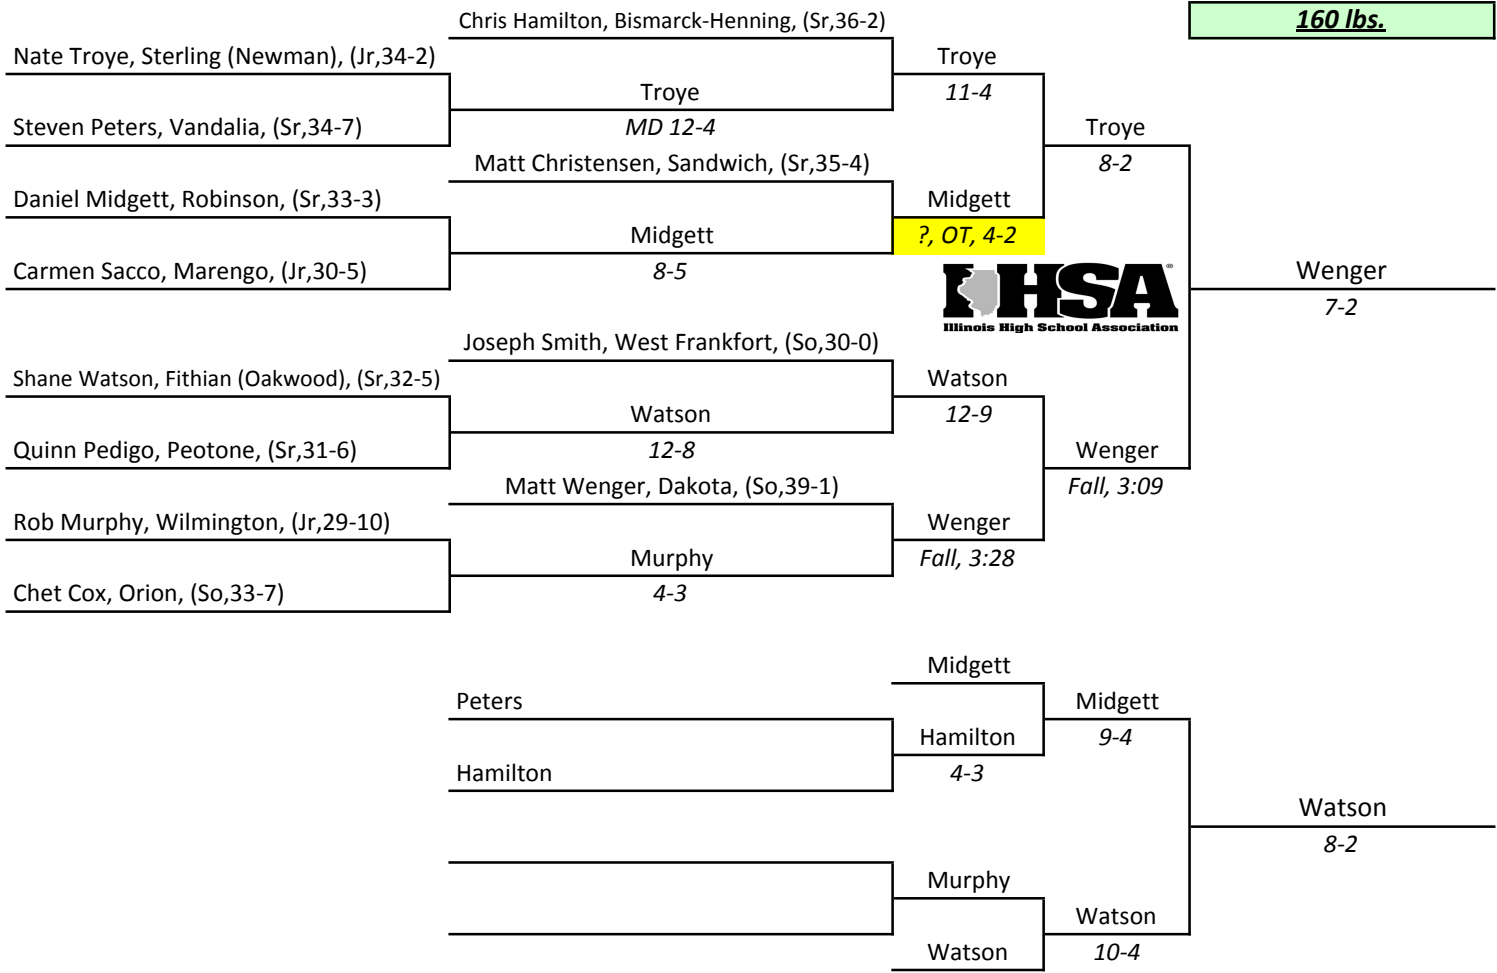 Chris Hamilton, Bismarck-Henning, (Sr,36-2)
160 lbs.
Nate Troye, Sterling (Newman), (Jr,34-2)
Troye
Troye
11-4
Steven Peters, Vandalia, (Sr,34-7)
MD 12-4
Troye
Matt Christensen, Sandwich, (Sr,35-4)
8-2
Daniel Midgett, Robinson, (Sr,33-3)
Midgett
Midgett
?, OT, 4-2
Carmen Sacco, Marengo, (Jr,30-5)
8-5
IHSA®
Illinois High School Association
Wenger
7-2
Joseph Smith, West Frankfort, (So,30-0)
Shane Watson, Fithian (Oakwood), (Sr,32-5)
Watson
Watson
12-9
Quinn Pedigo, Peotone, (Sr,31-6)
12-8
Wenger
Matt Wenger, Dakota, (So,39-1)
Fall, 3:09
Rob Murphy, Wilmington, (Jr,29-10)
Wenger
Murphy
Fall, 3:28
Chet Cox, Orion, (So,33-7)
4-3
Midgett
Peters
Midgett
Hamilton
9-4
Hamilton
4-3
Watson
8-2
Murphy
Watson
Watson
10-4